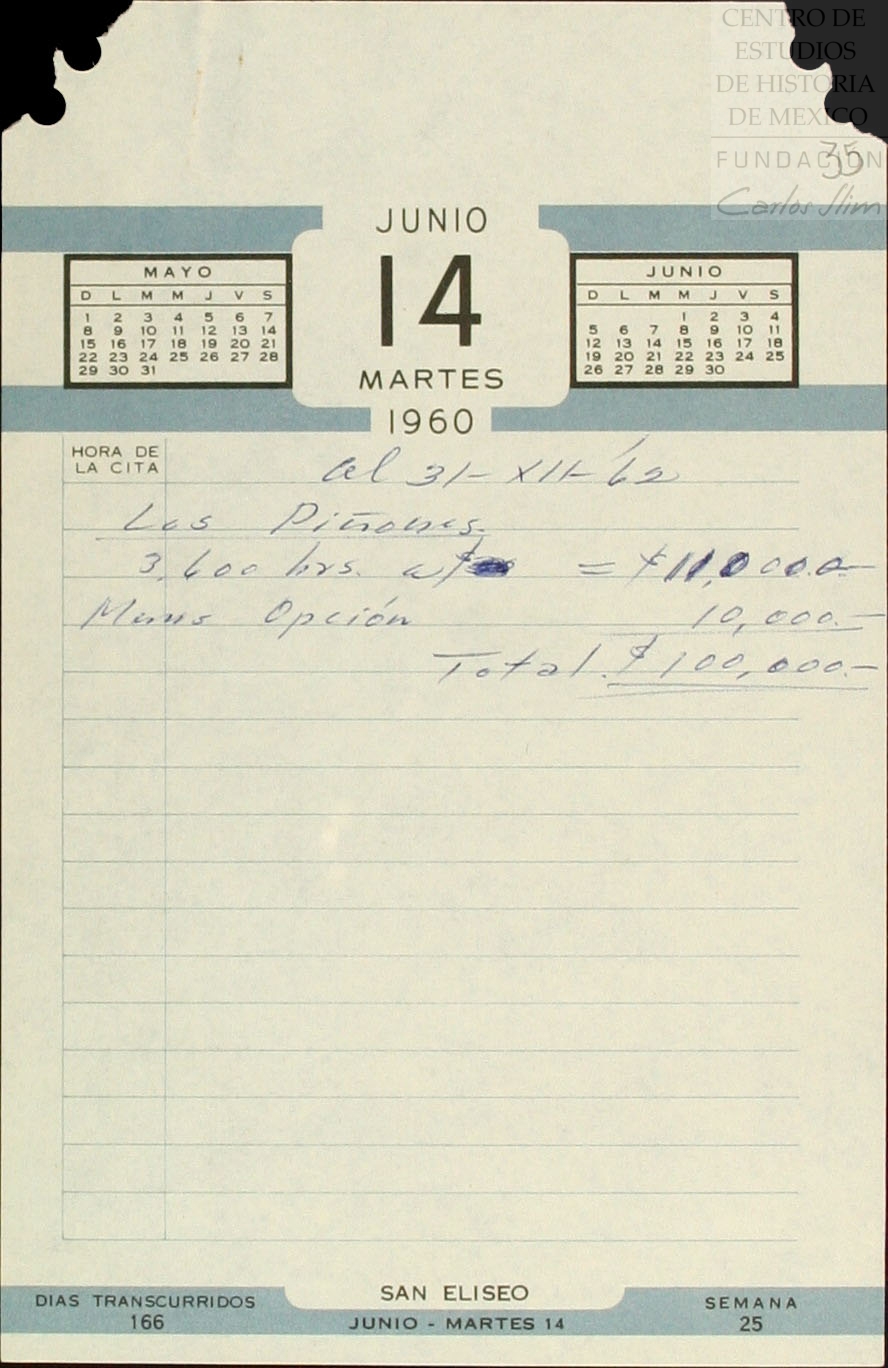 CENTRO DE
ESTUDIOS
DE HISTORIA
DE MEXICO
FUNDACIÓN
Carlos Slim
35
JUNIO
14
MARTES
1960
MAYO
D L M M J V S
1 2 3 4 5 6 7
8 9 10 11 12 13 14
15 16 17 18 19 20 21
22 23 24 25 26 27 28
29 30 31
JUNIO
D L M M J V S
1 2 3 4
5 6 7 8 9 10 11
12 13 14 15 16 17 18
19 20 21 22 23 24 25
26 27 28 29 30
HORA DE
LA CITA
al 31-XII-62
Los Piñones.
3,600 hrs. a $ = $110,000.-
Menos Opción 10,000.-
Total. $100,000.-
DIAS TRANSCURRIDOS
166
SAN ELISEO
JUNIO - MARTES 14
SEMANA
25